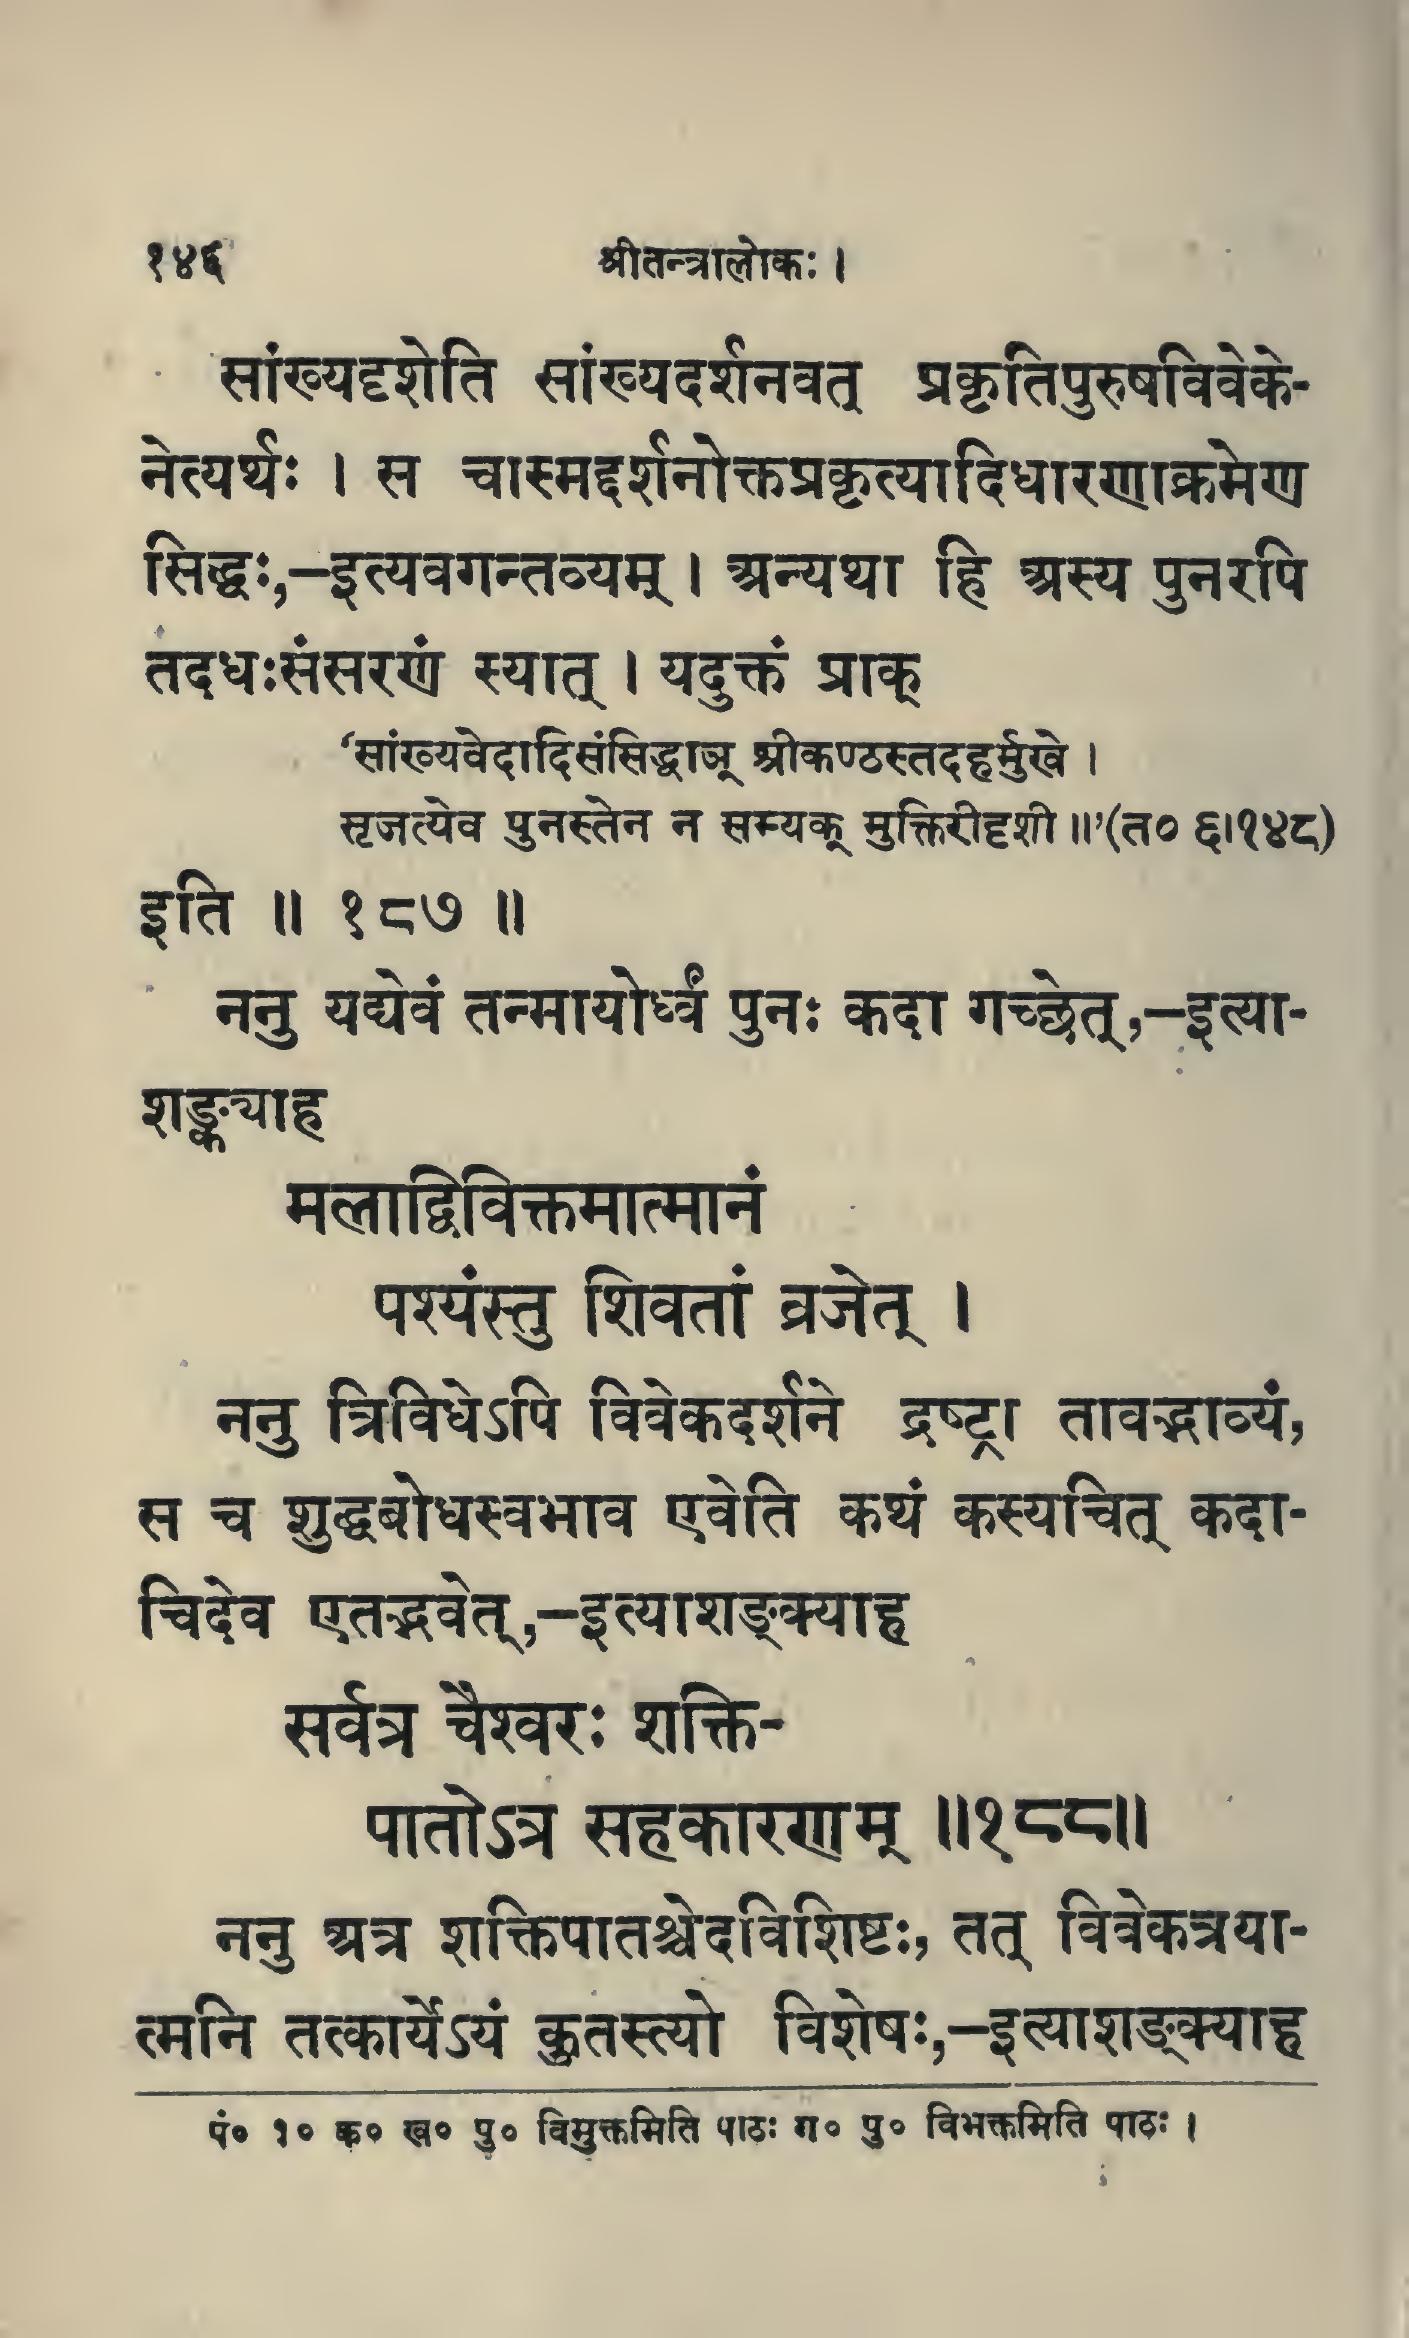 १४६ श्रीतन्त्रालोकः ।
सांख्यदृशेति सांख्यदर्शनवत् प्रकृतिपुरुषविवेके-
नेत्यर्थः । स चास्मद्दर्शनोक्तप्रकृत्यादिधारणाक्रमेण
सिद्धः,–इत्यवगन्तव्यम् । अन्यथा हि अस्य पुनरपि
तदधःसंसरणं स्यात् । यदुक्तं प्राक्
‘सांख्यवेदादिसंसिद्धाञ् श्रीकण्ठस्तदहर्मुखे ।
सृजत्येव पुनस्तेन न सम्यक् मुक्तिरीदृशी ॥’(त० ६।१४८)
इति ॥ १८७ ॥
ननु यद्येवं तन्मायोर्ध्वं पुनः कदा गच्छेत्,–इत्या-
शङ्क्याह
मलाद्विविक्तमात्मानं
पश्यंस्तु शिवतां व्रजेत् ।
ननु त्रिविधेऽपि विवेकदर्शने द्रष्ट्रा तावद्भाव्यं,
स च शुद्धबोधस्वभाव एवेति कथं कस्यचित् कदा-
चिदेव एतद्भवेत्,–इत्याशङ्क्याह
सर्वत्र चैश्वरः शक्ति-
पातोऽत्र सहकारणम् ॥१८८॥
ननु अत्र शक्तिपातश्चेदविशिष्टः, तत् विवेकत्रया-
त्मनि तत्कार्येऽयं कुतस्त्यो विशेषः,–इत्याशङ्क्याह
पं० १० क० ख० पु० विमुक्तमिति पाठः ग० पु० विभक्तमिति पाठः ।